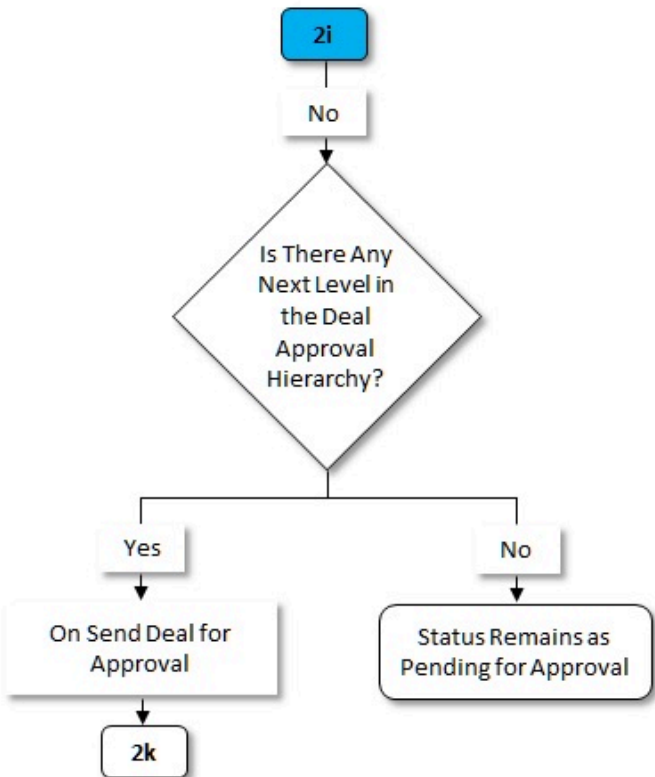 2i
No
Is There Any
Next Level in
the Deal
Approval
Hierarchy?
Yes
No
On Send Deal for
Approval
Status Remains as
Pending for Approval
2k